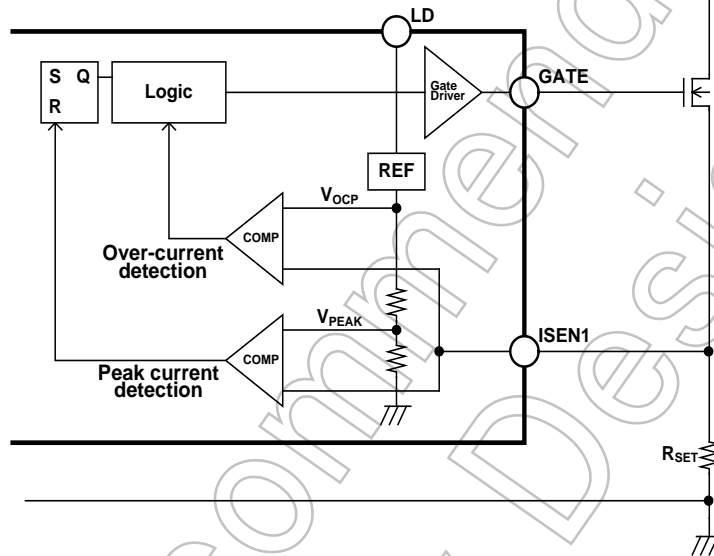 LD
S Q
R
Logic
Gate
Driver
GATE
REF
VOCP
COMP
Over-current
detection
VPEAK
ISEN1
COMP
Peak current
detection
RSET